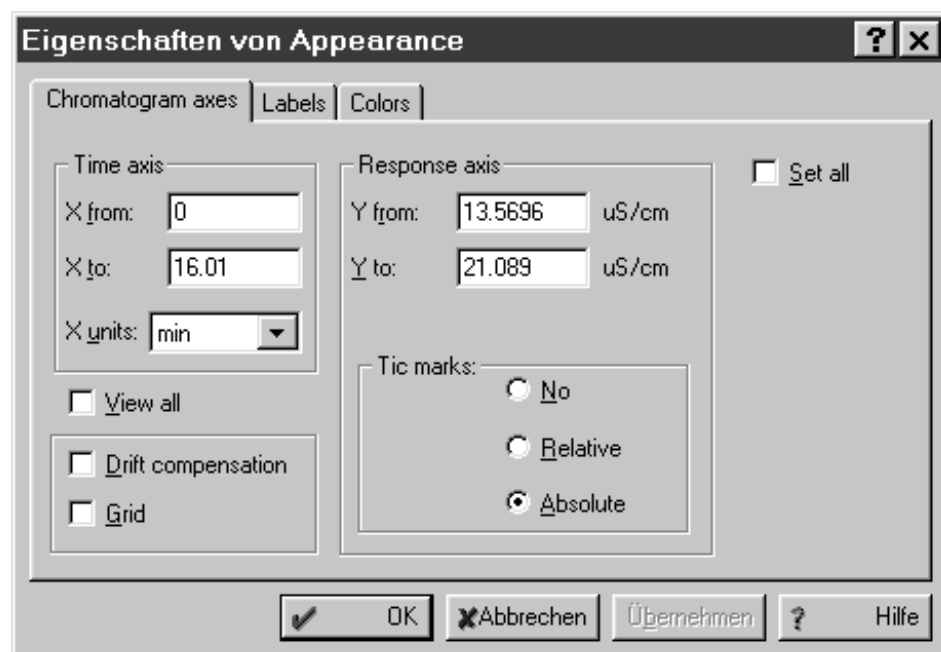 Eigenschaften von Appearance
Chromatogram axes Labels Colors
Time axis
X from: 0
X to: 16.01
X units: min
View all
Drift compensation
Grid
Response axis
Y from: 13.5696 uS/cm
Y to: 21.089 uS/cm
Tic marks:
No
Relative
Absolute
Set all
OK Abbrechen Übernehmen ? Hilfe